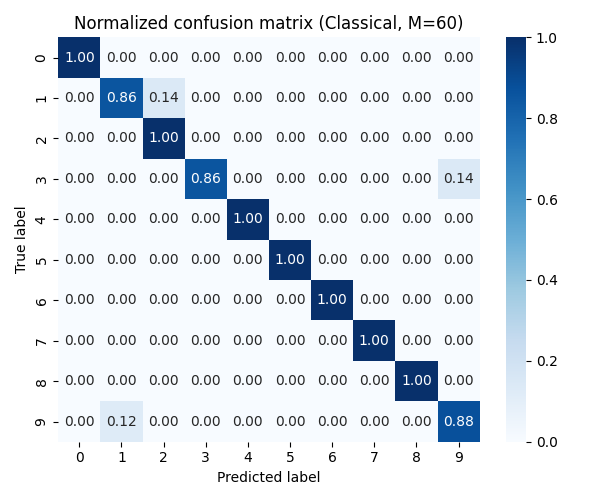 Normalized confusion matrix (Classical, M=60)
0 1.00 0.00 0.00 0.00 0.00 0.00 0.00 0.00 0.00 0.00
1 0.00 0.86 0.14 0.00 0.00 0.00 0.00 0.00 0.00 0.00
2 0.00 0.00 1.00 0.00 0.00 0.00 0.00 0.00 0.00 0.00
3 0.00 0.00 0.00 0.86 0.00 0.00 0.00 0.00 0.00 0.14
4 0.00 0.00 0.00 0.00 1.00 0.00 0.00 0.00 0.00 0.00
5 0.00 0.00 0.00 0.00 0.00 1.00 0.00 0.00 0.00 0.00
6 0.00 0.00 0.00 0.00 0.00 0.00 1.00 0.00 0.00 0.00
7 0.00 0.00 0.00 0.00 0.00 0.00 0.00 1.00 0.00 0.00
8 0.00 0.00 0.00 0.00 0.00 0.00 0.00 0.00 1.00 0.00
9 0.00 0.12 0.00 0.00 0.00 0.00 0.00 0.00 0.00 0.88
0 1 2 3 4 5 6 7 8 9
Predicted label
True label
1.0
0.8
0.6
0.4
0.2
0.0